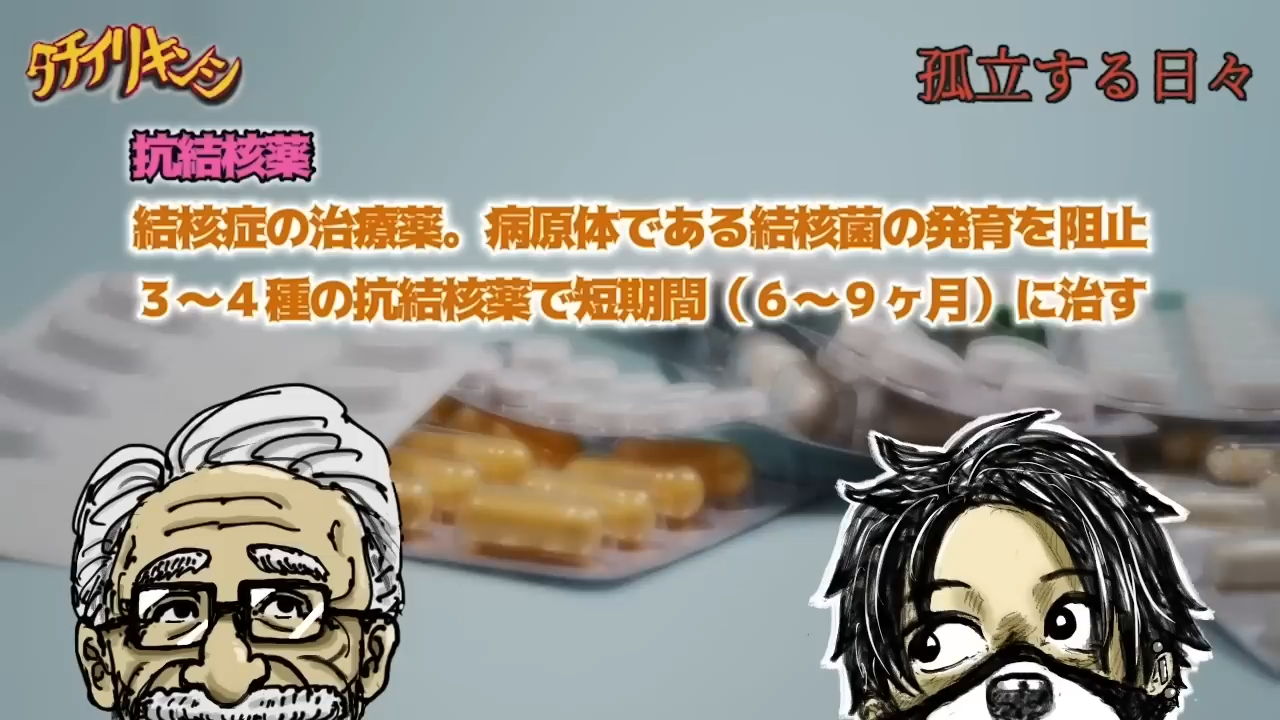 タチイリキンシ
孤立する日々
抗結核薬
結核症の治療薬。病原体である結核菌の発育を阻止
３～４種の抗結核薬で短期間（６～９ヶ月）に治す